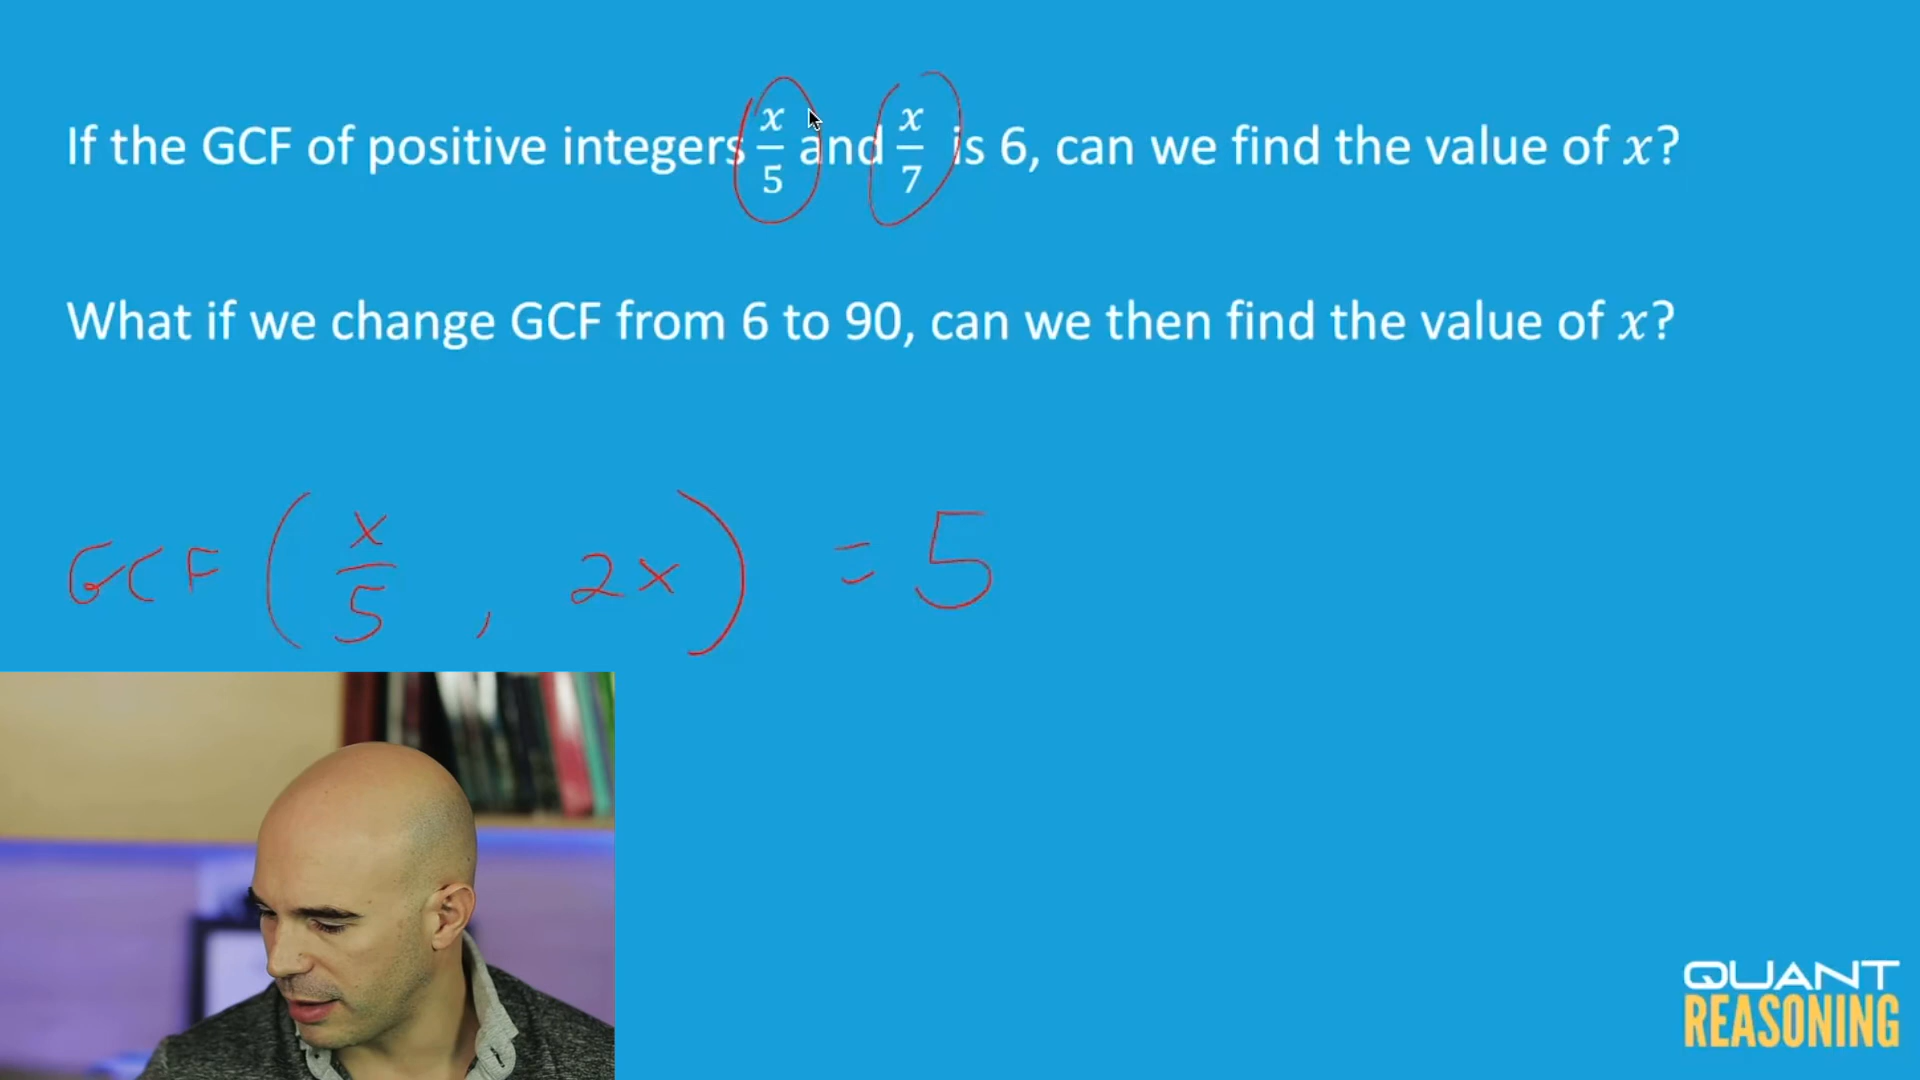 If the GCF of positive integers x/5 and x/7 is 6, can we find the value of x?
What if we change GCF from 6 to 90, can we then find the value of x?
GCF ( x/5 , 2x ) = 5
QUANT
REASONING